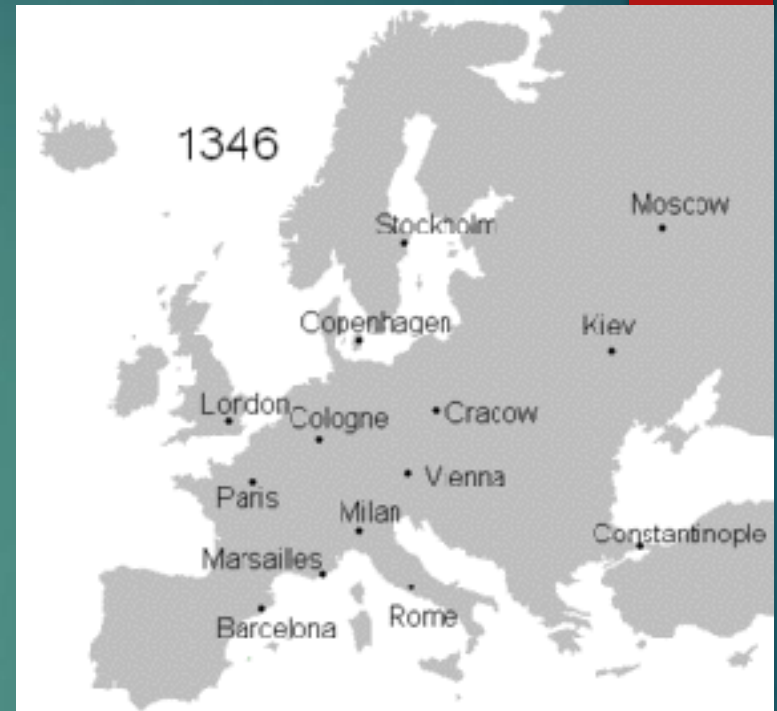 1346
Moscow
Stockholm
Copenhagen
Kiev
London
Cologne
Cracow
Paris
Vienna
Milan
Constantinople
Marsailles
Rome
Barcelona